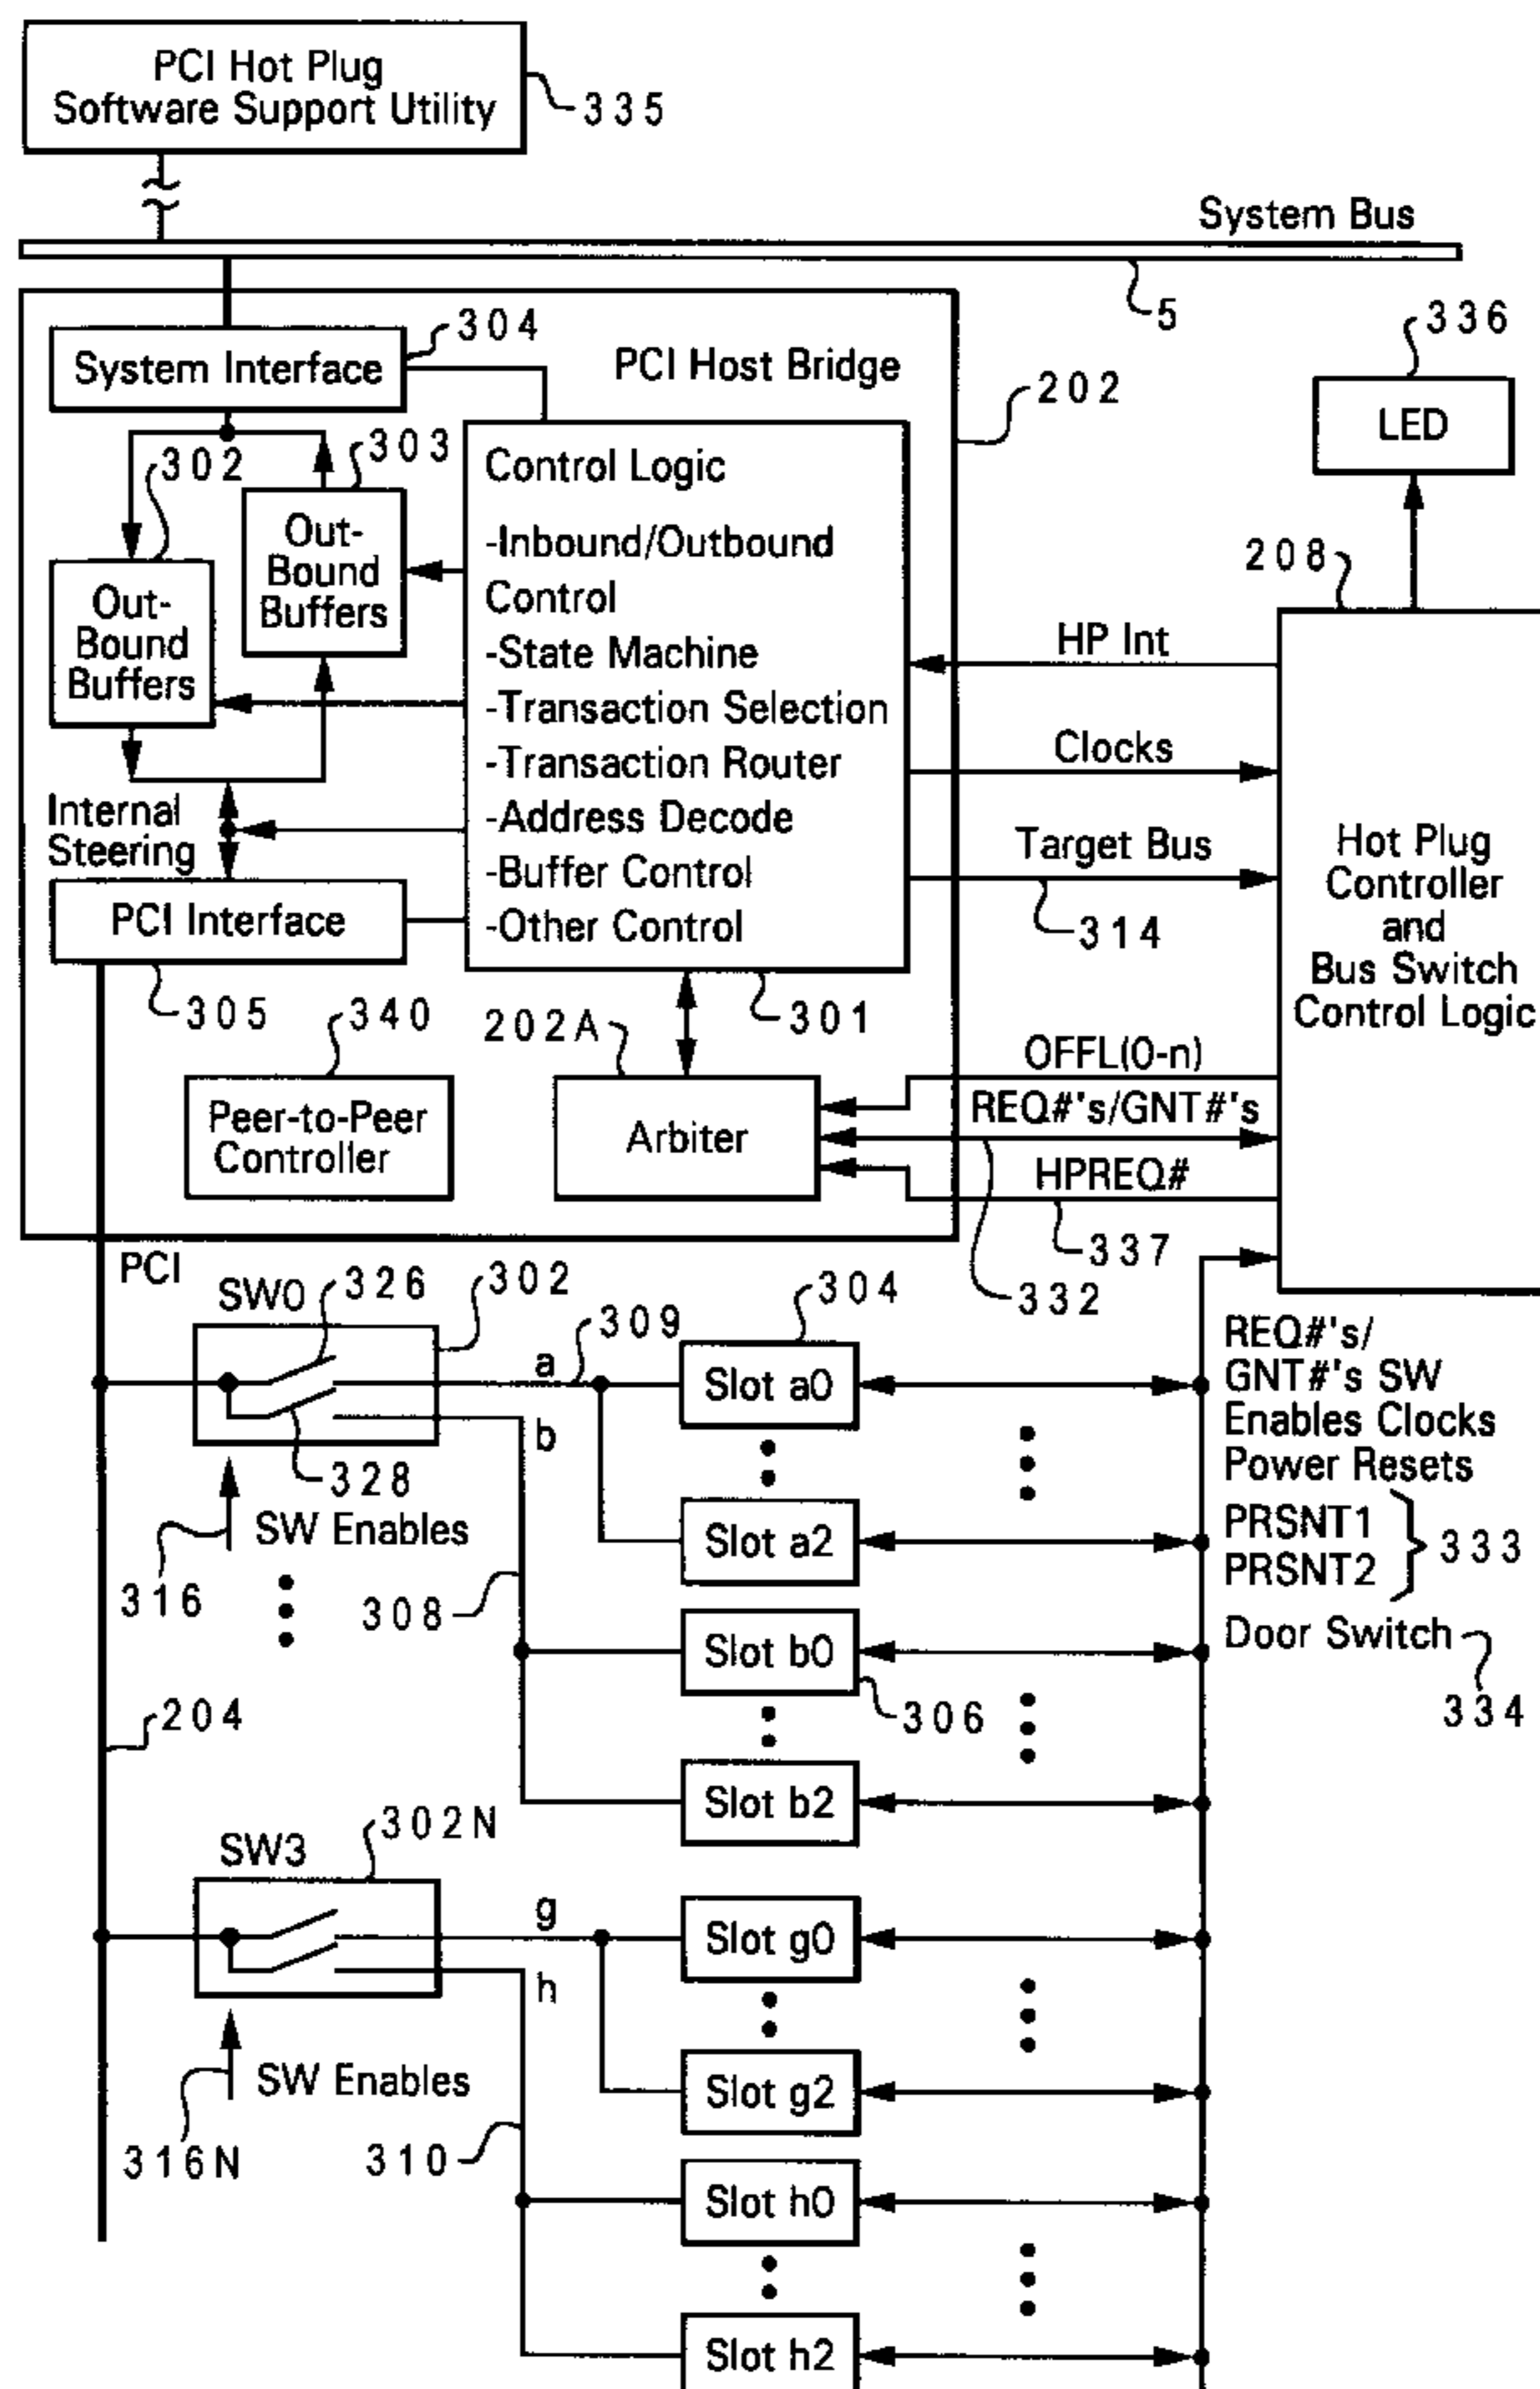 PCI Hot Plug
Software Support Utility
335
System Bus
5
304
336
System Interface
PCI Host Bridge
202
LED
302
303
Control Logic
-Inbound/Outbound
Control
-State Machine
-Transaction Selection
-Transaction Router
-Address Decode
-Buffer Control
-Other Control
Out-
Bound
Buffers
Out-
Bound
Buffers
208
HP Int
Clocks
Target Bus
314
Hot Plug
Controller
and
Bus Switch
Control Logic
Internal
Steering
PCI Interface
305
340
202A
301
OFFL(0-n)
REQ#'s/GNT#'s
HPREQ#
337
332
Peer-to-Peer
Controller
Arbiter
PCI
SW0
326
302
309
304
a
b
Slot a0
328
316
SW Enables
Slot a2
308
Slot b0
306
204
Slot b2
REQ#'s/
GNT#'s SW
Enables Clocks
Power Resets
PRSNT1
PRSNT2
333
Door Switch
334
SW3
302N
g
h
Slot g0
316N
SW Enables
Slot g2
310
Slot h0
Slot h2